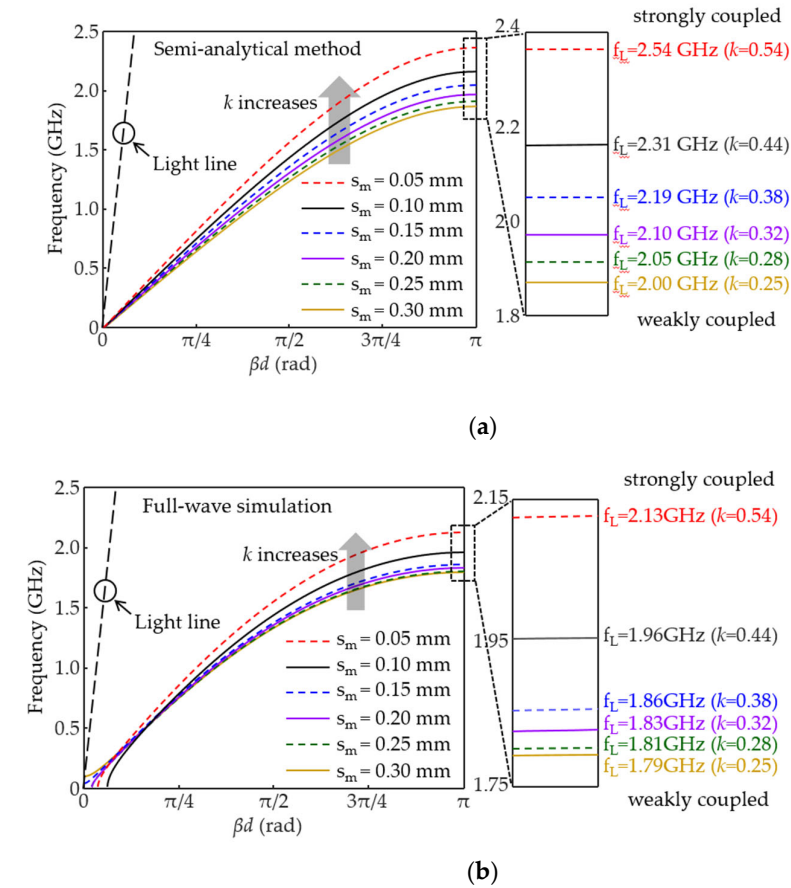 strongly coupled
2.5
2.0
1.5
1.0
0.5
0
Frequency (GHz)
Semi-analytical method
k increases
Light line
sm = 0.05 mm
sm = 0.10 mm
sm = 0.15 mm
sm = 0.20 mm
sm = 0.25 mm
sm = 0.30 mm
0
π/4
π/2
3π/4
π
βd (rad)
2.4
2.2
2.0
1.8
fL=2.54 GHz (k=0.54)
fL=2.31 GHz (k=0.44)
fL=2.19 GHz (k=0.38)
fL=2.10 GHz (k=0.32)
fL=2.05 GHz (k=0.28)
fL=2.00 GHz (k=0.25)
weakly coupled
(a)
strongly coupled
2.5
2.0
1.5
1.0
0.5
0
Frequency (GHz)
Full-wave simulation
k increases
Light line
sm = 0.05 mm
sm = 0.10 mm
sm = 0.15 mm
sm = 0.20 mm
sm = 0.25 mm
sm = 0.30 mm
0
π/4
π/2
3π/4
π
βd (rad)
2.15
1.95
1.75
fL=2.13GHz (k=0.54)
fL=1.96GHz (k=0.44)
fL=1.86GHz (k=0.38)
fL=1.83GHz (k=0.32)
fL=1.81GHz (k=0.28)
fL=1.79GHz (k=0.25)
weakly coupled
(b)